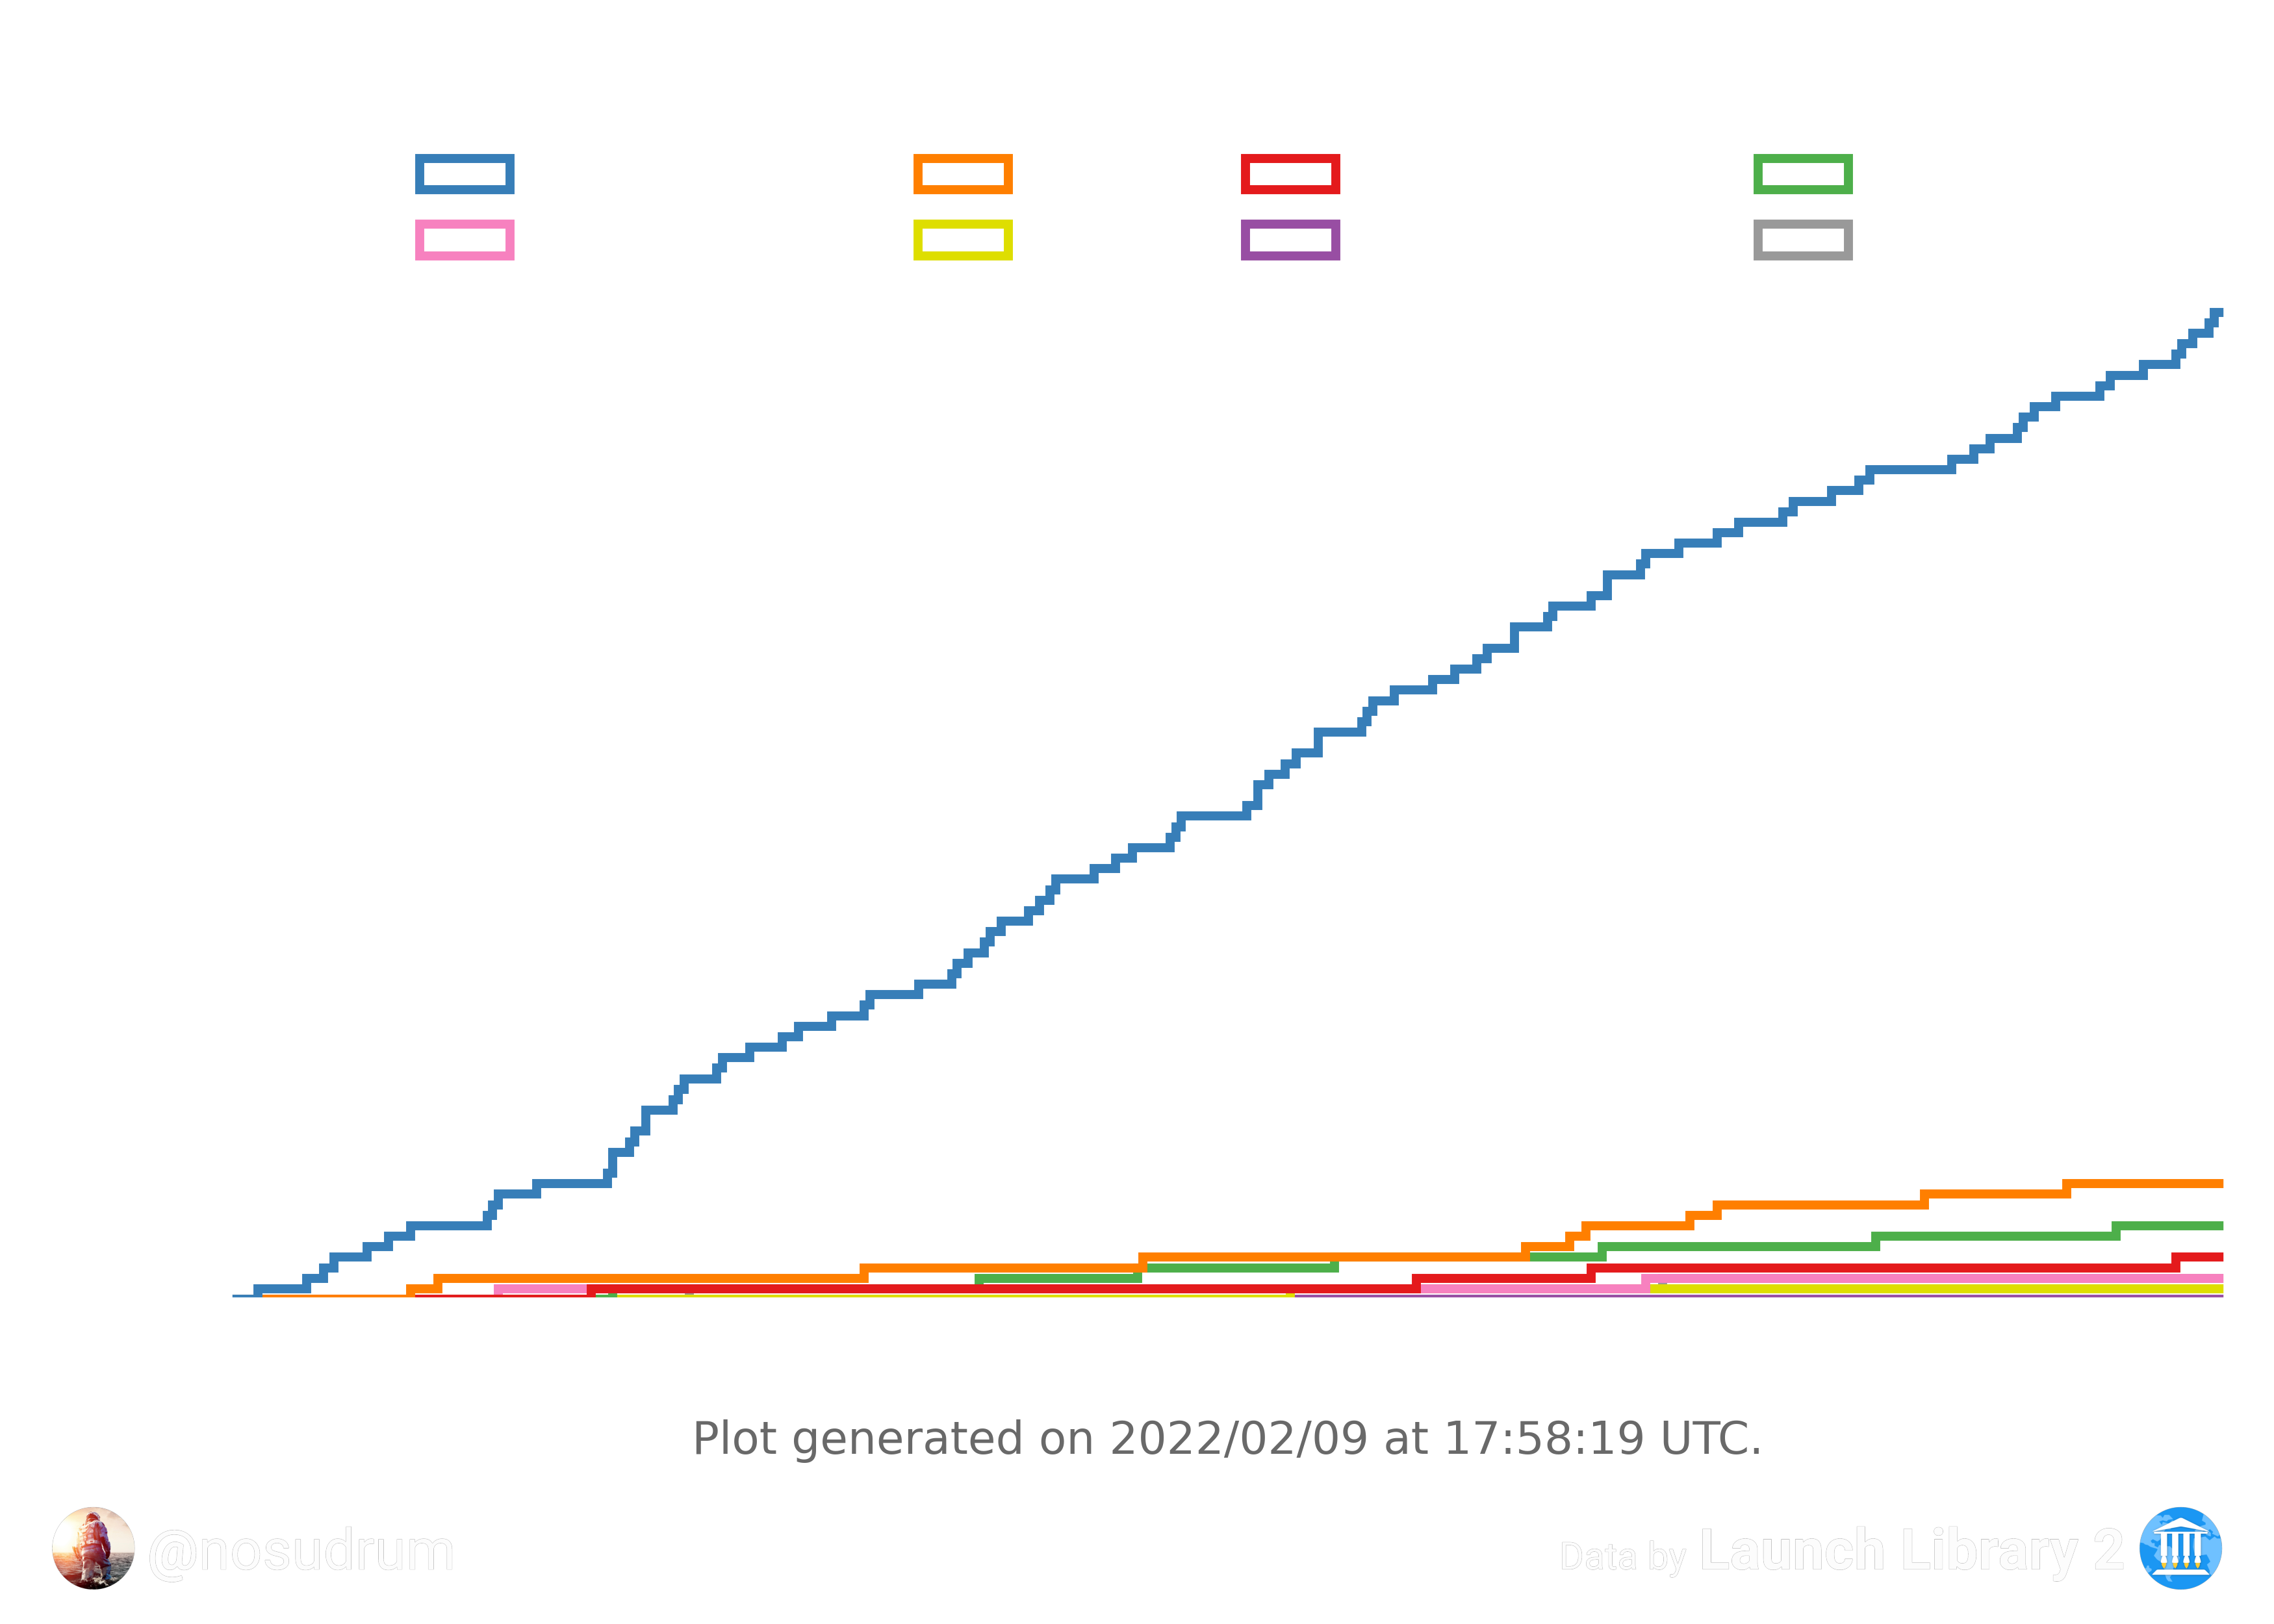 Plot generated on 2022/02/09 at 17:58:19 UTC.
@nosudrum
Data by Launch Library 2